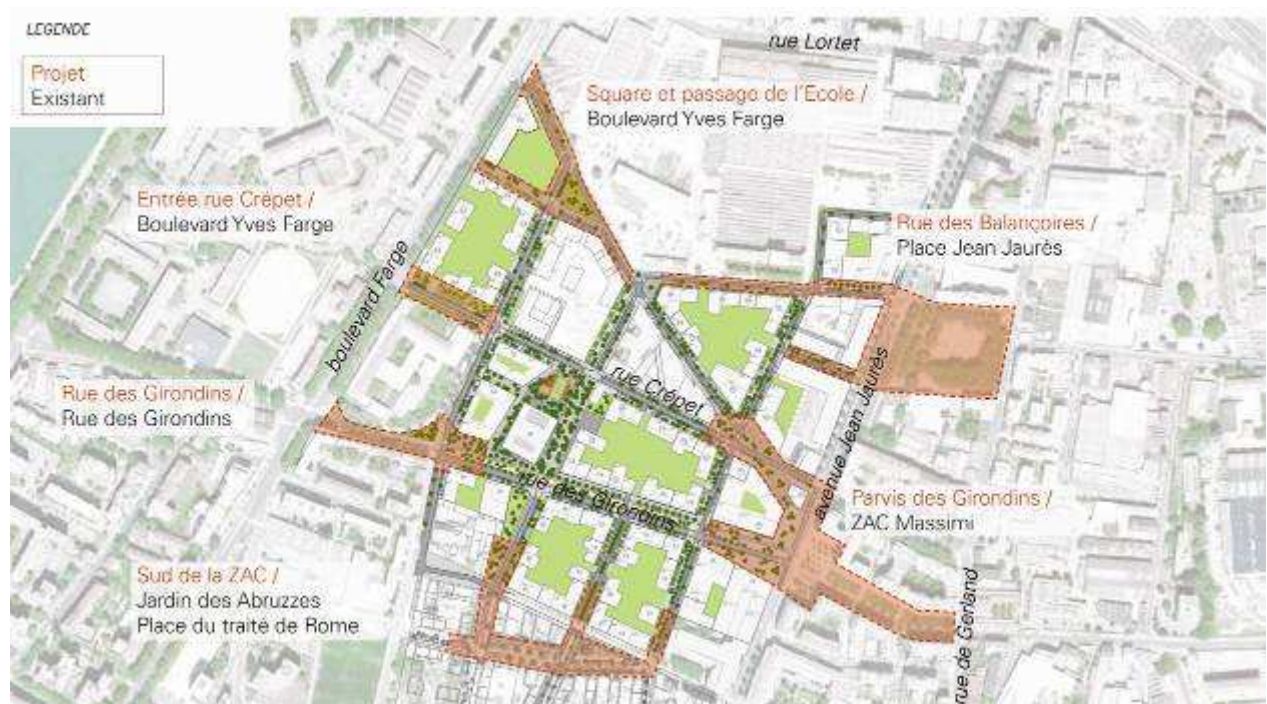 LEGENDE
Projet
Existant
rue Lortet
Square et passage de l'Ecole /
Boulevard Yves Farge
Entrée rue Crépet /
Boulevard Yves Farge
Rue des Balançoires /
Place Jean Jaurès
boulevard Farge
rue Crépet
avenue Jean Jaurès
Rue des Girondins /
Rue des Girondins
rue des Girondins
Parvis des Girondins /
ZAC Massimi
Sud de la ZAC /
Jardin des Abruzzes
Place du traité de Rome
rue de Gerland